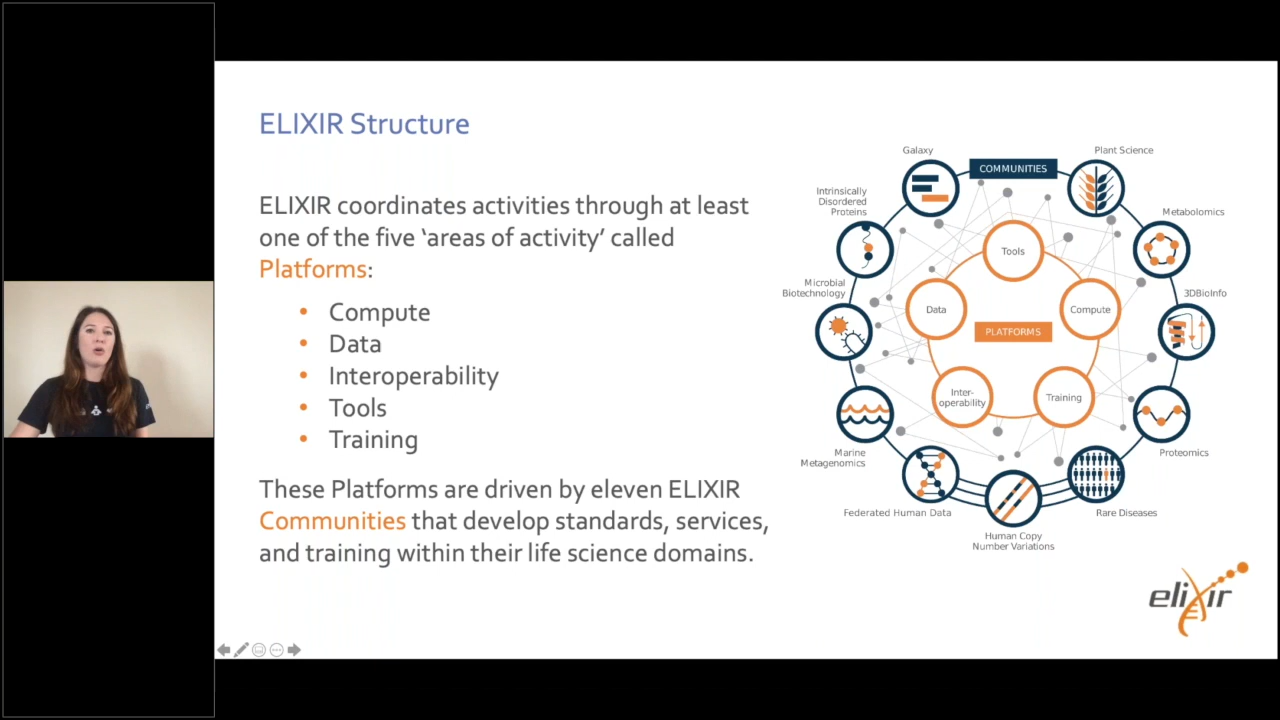 ELIXIR Structure
ELIXIR coordinates activities through at least
one of the five ‘areas of activity’ called
Platforms:
• Compute
• Data
• Interoperability
• Tools
• Training
These Platforms are driven by eleven ELIXIR
Communities that develop standards, services,
and training within their life science domains.
COMMUNITIES
Galaxy
Plant Science
Intrinsically
Disordered
Proteins
Metabolomics
Microbial
Biotechnology
3DBioInfo
Marine
Metagenomics
Proteomics
Federated Human Data
Rare Diseases
Human Copy
Number Variations
Tools
Data
Compute
PLATFORMS
Inter-
operability
Training
elixir